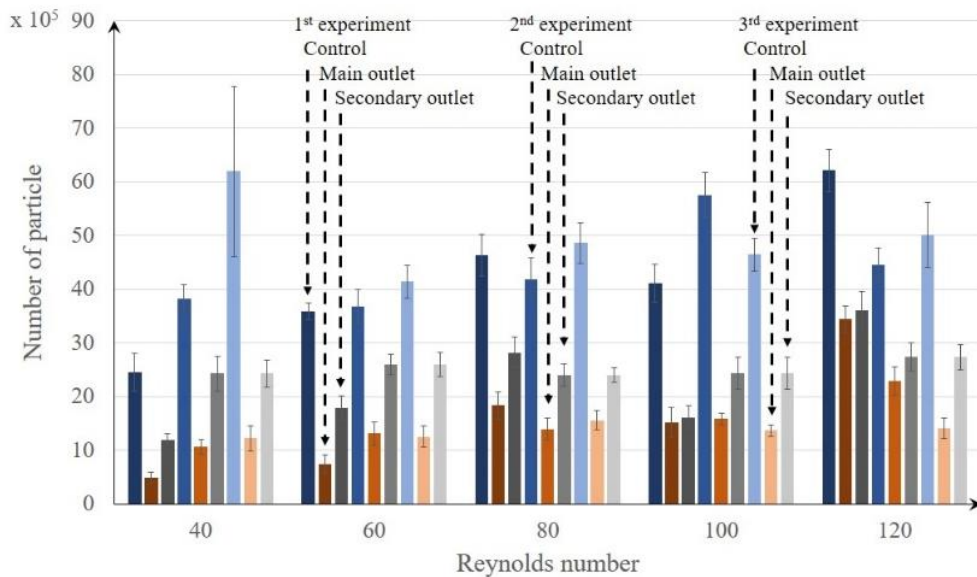 x 10⁵
90
80
70
60
50
40
30
20
10
0
Number of particle
1st experiment
Control
Main outlet
Secondary outlet
2nd experiment
Control
Main outlet
Secondary outlet
3rd experiment
Control
Main outlet
Secondary outlet
40
60
80
100
120
Reynolds number